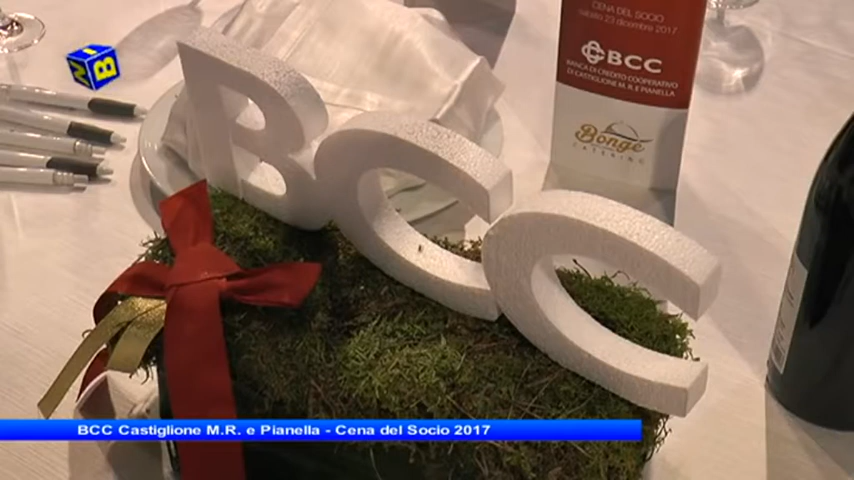 CENA DEL SOCIO
sabato 23 dicembre 2017
BCC
BANCA DI CREDITO COOPERATIVO
DI CASTIGLIONE M. R. E PIANELLA
Bongè
CATERING
BCC
BCC Castiglione M.R. e Pianella - Cena del Socio 2017